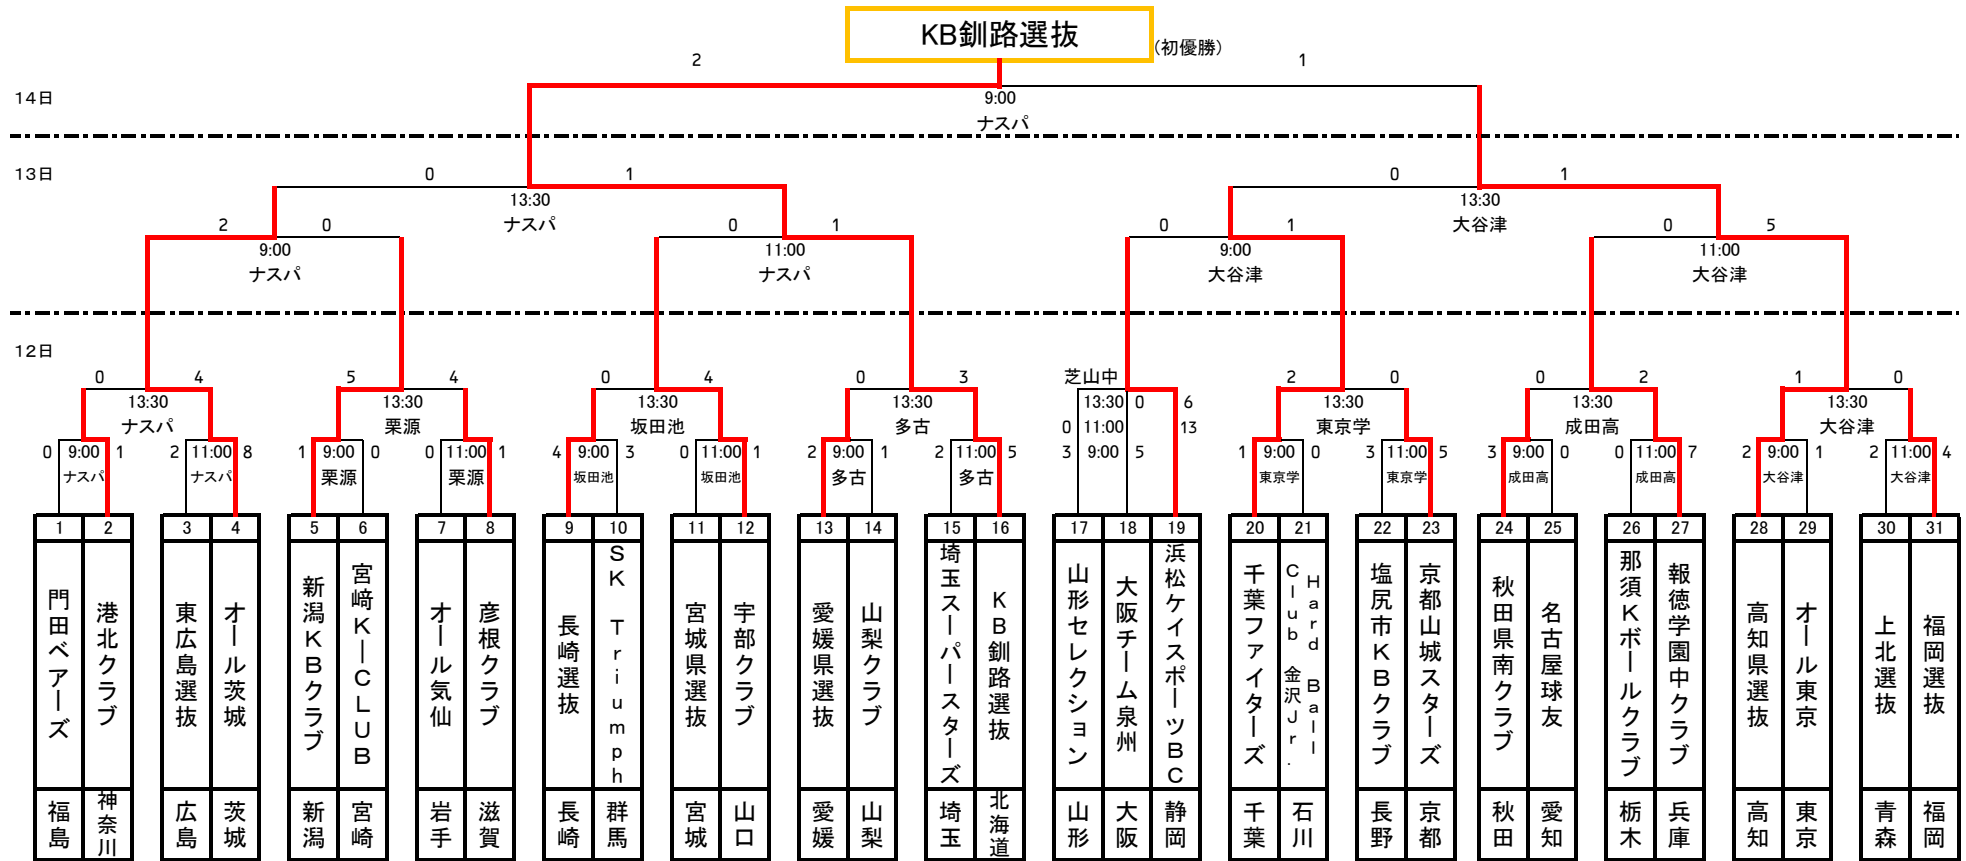 KB釧路選抜
(初優勝)
2
1
14日
9:00
ナスパ
13日
0
1
0
1
13:30
ナスパ
13:30
大谷津
2
0
0
1
0
1
0
5
9:00
ナスパ
11:00
ナスパ
9:00
大谷津
11:00
大谷津
12日
0
4
5
4
0
4
0
3
芝山中
2
0
0
2
1
0
13:30
ナスパ
13:30
栗源
13:30
坂田池
13:30
多古
13:30 0 6
0 11:00 13
3 9:00 5
13:30
東京学
13:30
成田高
13:30
大谷津
0 9:00 1
ナスパ
2 11:00 8
ナスパ
1 9:00 0
栗源
0 11:00 1
栗源
4 9:00 3
坂田池
0 11:00 1
坂田池
2 9:00 1
多古
2 11:00 5
多古
1 9:00 0
東京学
3 11:00 5
東京学
3 9:00 0
成田高
0 11:00 7
成田高
2 9:00 1
大谷津
2 11:00 4
大谷津
1 2 3 4 5 6 7 8 9 10 11 12 13 14 15 16 17 18 19 20 21 22 23 24 25 26 27 28 29 30 31
門田ベアーズ
港北クラブ
東広島選抜
オール茨城
新潟KBクラブ
宮﨑K—CLUB
オール気仙
彦根クラブ
長崎選抜
SK Triumph
宮城県選抜
宇部クラブ
愛媛県選抜
山梨クラブ
埼玉スーパースターズ
KB釧路選抜
山形セレクション
大阪チーム泉州
浜松ケイスポーツBC
千葉ファイターズ
Hard Ball
Club 金沢Jr.
塩尻市KBクラブ
京都山城スターズ
秋田県南クラブ
名古屋球友
那須Kボールクラブ
報徳学園中クラブ
高知県選抜
オール東京
上北選抜
福岡選抜
福島
神奈川
広島
茨城
新潟
宮崎
岩手
滋賀
長崎
群馬
宮城
山口
愛媛
山梨
埼玉
北海道
山形
大阪
静岡
千葉
石川
長野
京都
秋田
愛知
栃木
兵庫
高知
東京
青森
福岡